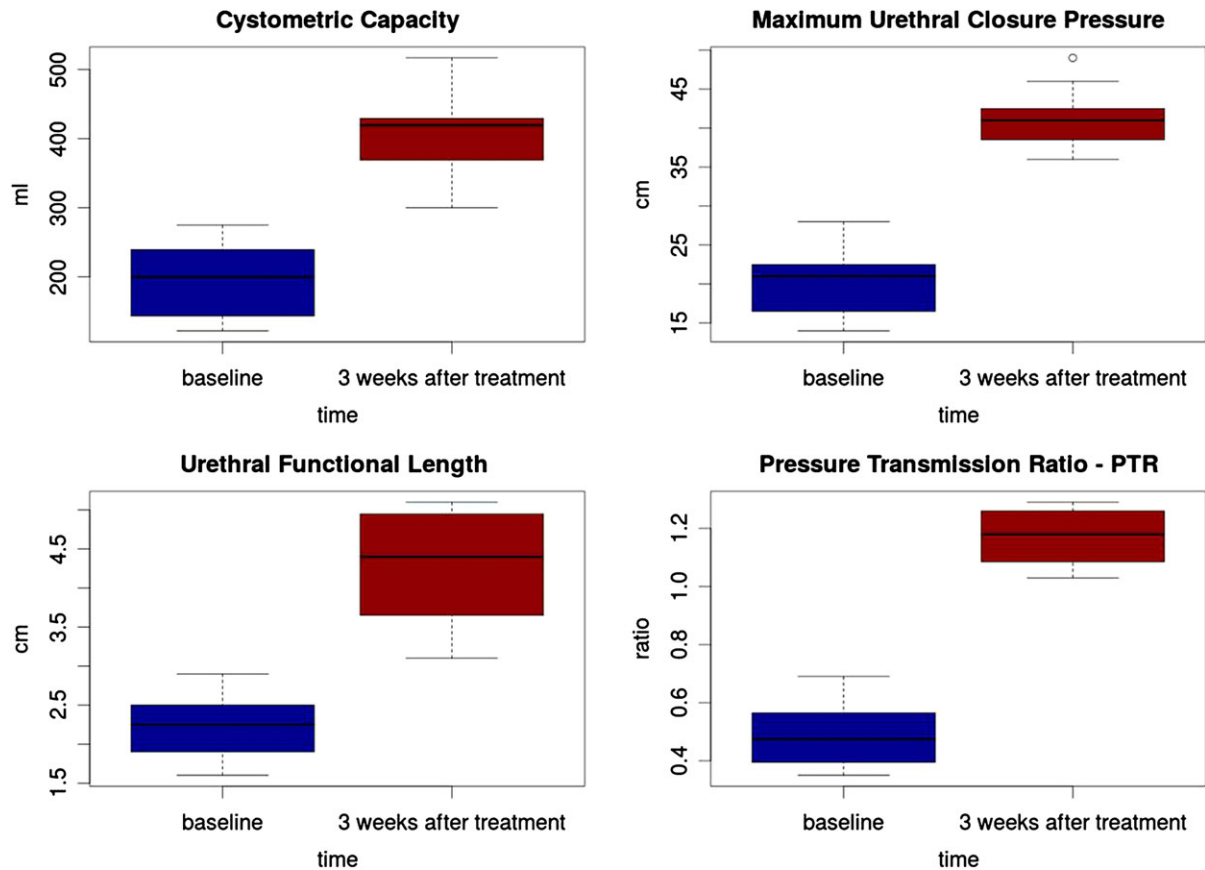 Cystometric Capacity
ml
500
400
300
200
baseline 3 weeks after treatment
time
Maximum Urethral Closure Pressure
cm
45
35
25
15
baseline 3 weeks after treatment
time
Urethral Functional Length
cm
4.5
3.5
2.5
1.5
baseline 3 weeks after treatment
time
Pressure Transmission Ratio - PTR
ratio
1.2
1.0
0.8
0.6
0.4
baseline 3 weeks after treatment
time